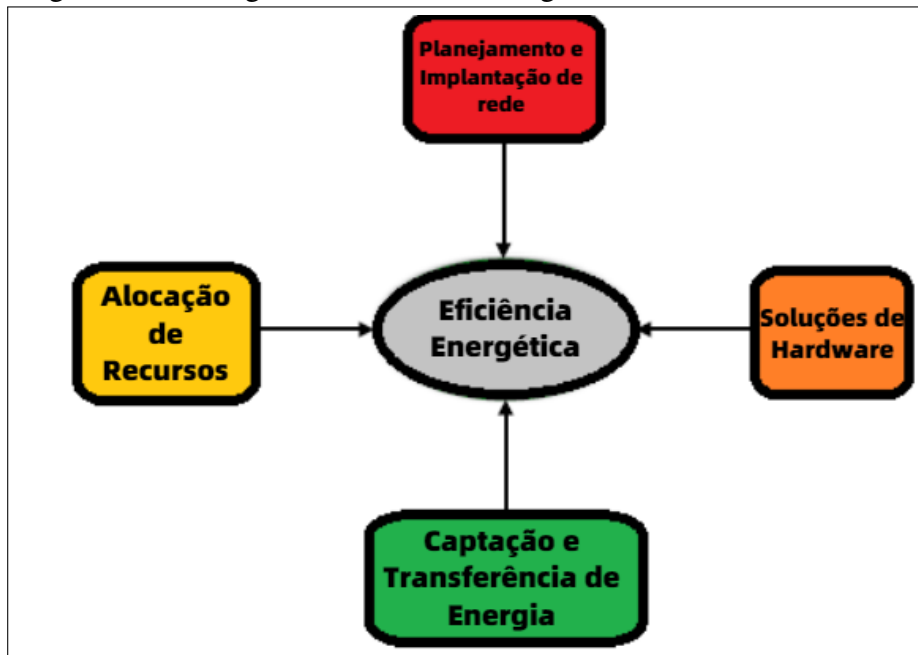 Planejamento e
Implantação de
rede
Alocação
de
Recursos
Eficiência
Energética
Soluções de
Hardware
Captação e
Transferência de
Energia